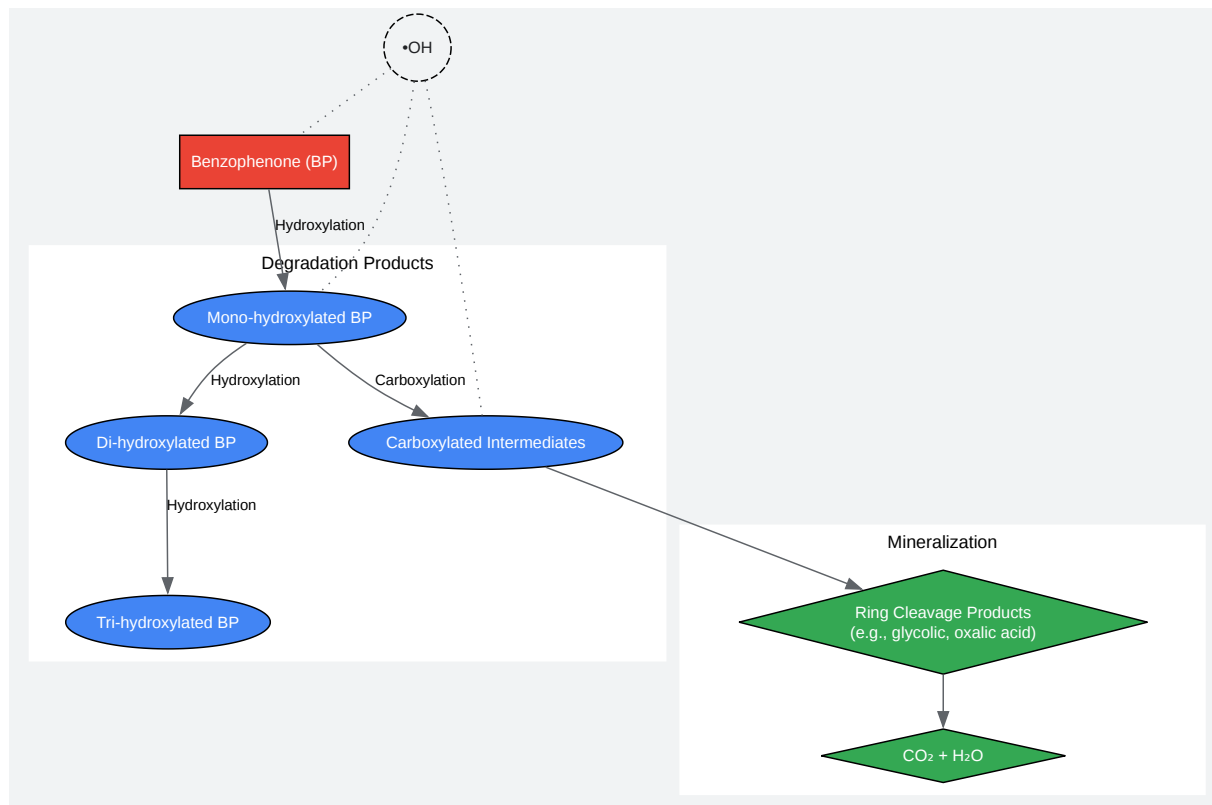 •OH
Benzophenone (BP)
Hydroxylation
Degradation Products
Mono-hydroxylated BP
Hydroxylation
Carboxylation
Di-hydroxylated BP
Carboxylated Intermediates
Hydroxylation
Mineralization
Ring Cleavage Products
(e.g., glycolic, oxalic acid)
Tri-hydroxylated BP
CO₂ + H₂O